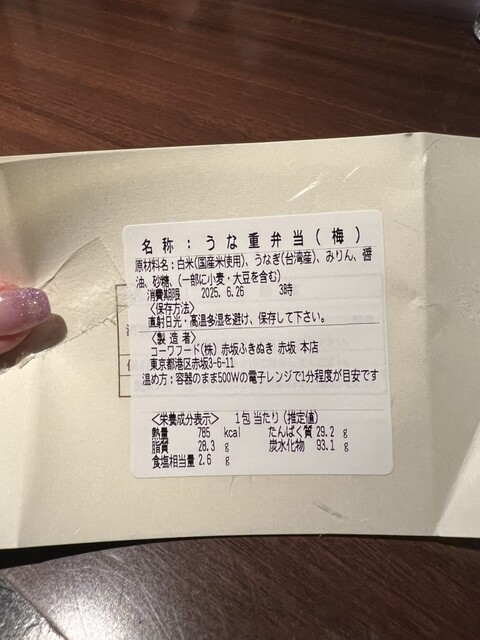 名称：うな重弁当(梅)
原材料名：白米(国産米使用)、うなぎ(台湾産)、みりん、醤
油、砂糖、(一部に小麦・大豆を含む)
消費期限 2025. 6.26 3時
<保存方法>
直射日光・高温多湿を避け、保存して下さい。
<製造者>
コーワフード(株) 赤坂ふきぬき 赤坂 本店
東京都港区赤坂3-6-11
温め方：容器のまま500Wの電子レンジで1分程度が目安です
<栄養成分表示> 1包 当たり (推定値)
熱量 785 kcal たんぱく質 29.2 g
脂質 28.3 g 炭水化物 93.1 g
食塩相当量 2.6 g